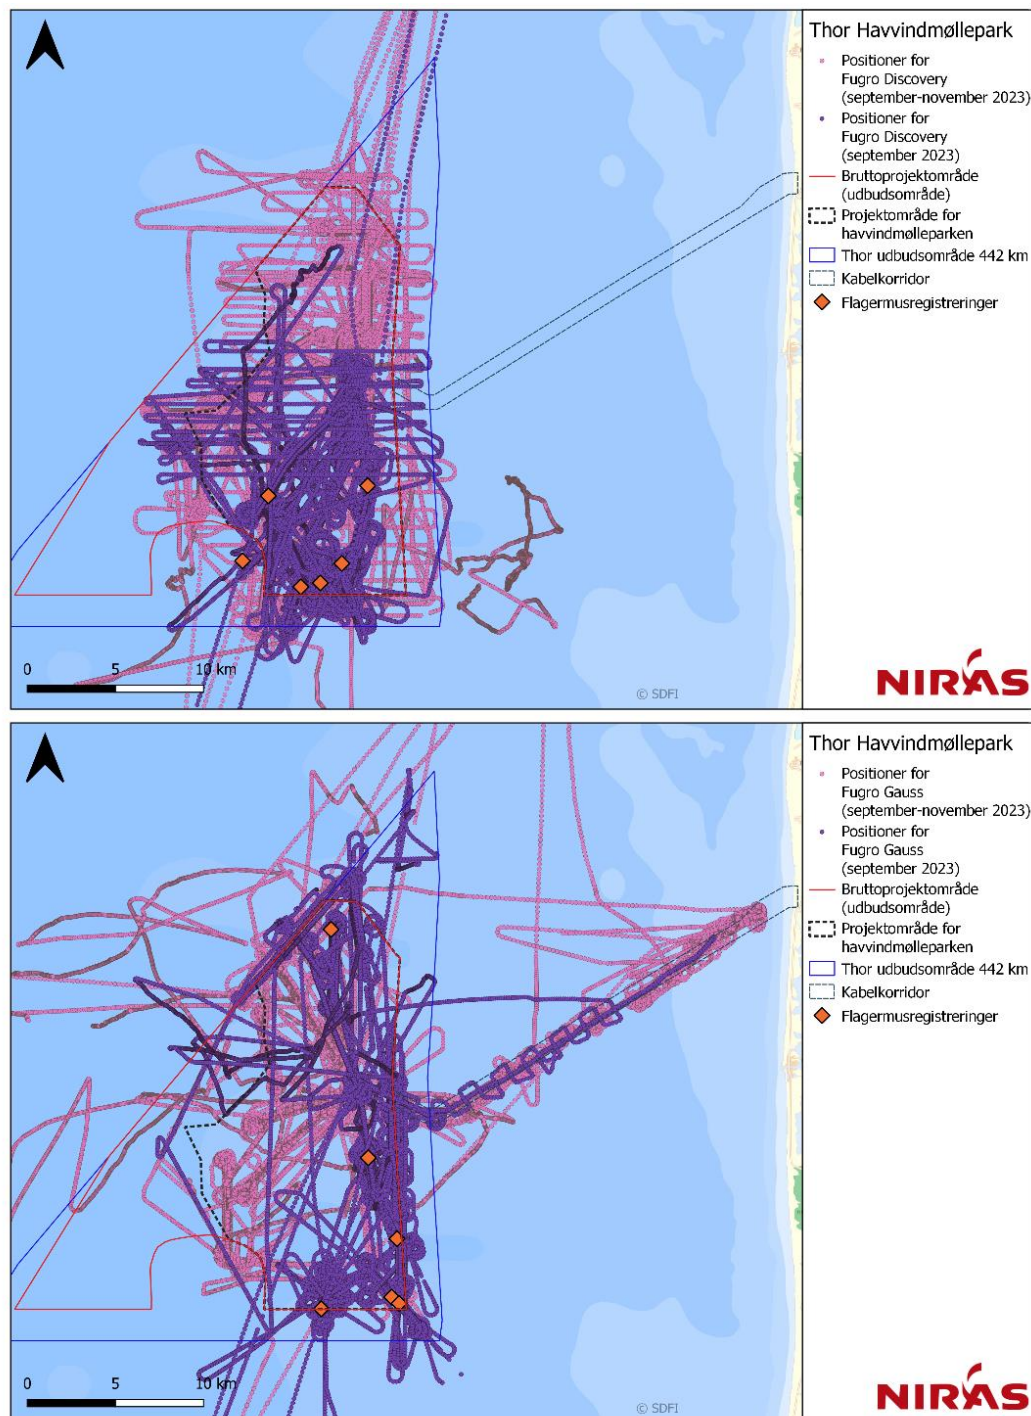 Thor Havvindmøllepark
Positioner for
Fugro Discovery
(september-november 2023)
Positioner for
Fugro Discovery
(september 2023)
Bruttoprojektområde
(udbudsområde)
Projektområde for
havvindmølleparken
Thor udbudsområde 442 km
Kabelkorridor
Flagermusregistreringer
0 5 10 km
© SDFI
NIRAS
Thor Havvindmøllepark
Positioner for
Fugro Gauss
(september-november 2023)
Positioner for
Fugro Gauss
(september 2023)
Bruttoprojektområde
(udbudsområde)
Projektområde for
havvindmølleparken
Thor udbudsområde 442 km
Kabelkorridor
Flagermusregistreringer
0 5 10 km
© SDFI
NIRAS